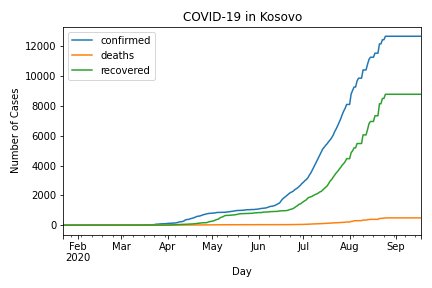 COVID-19 in Kosovo
confirmed
deaths
recovered
12000
10000
8000
6000
4000
2000
0
Number of Cases
Feb Mar Apr May Jun Jul Aug Sep
2020
Day